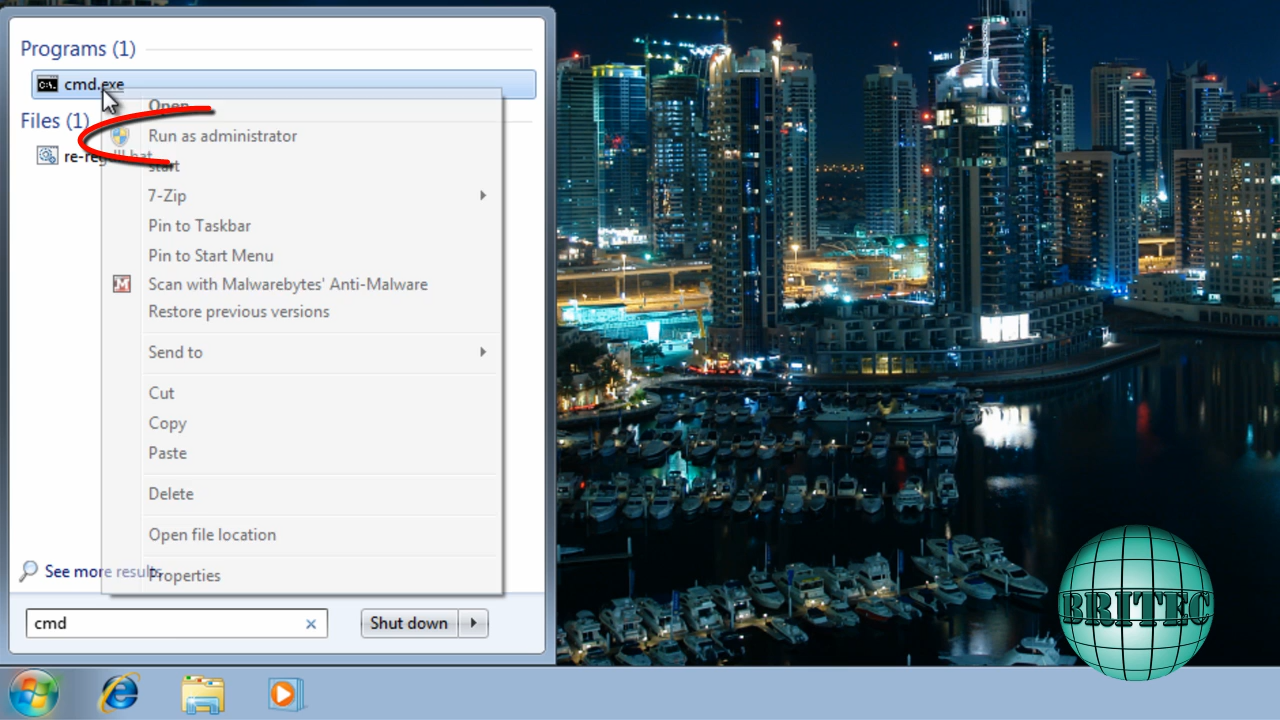 Programs (1)
cmd.exe
Open
Files (1)
Run as administrator
start
7-Zip
Pin to Taskbar
Pin to Start Menu
Scan with Malwarebytes' Anti-Malware
Restore previous versions
Send to
Cut
Copy
Paste
Delete
Open file location
See more results
Properties
cmd
Shut down
BRITEC